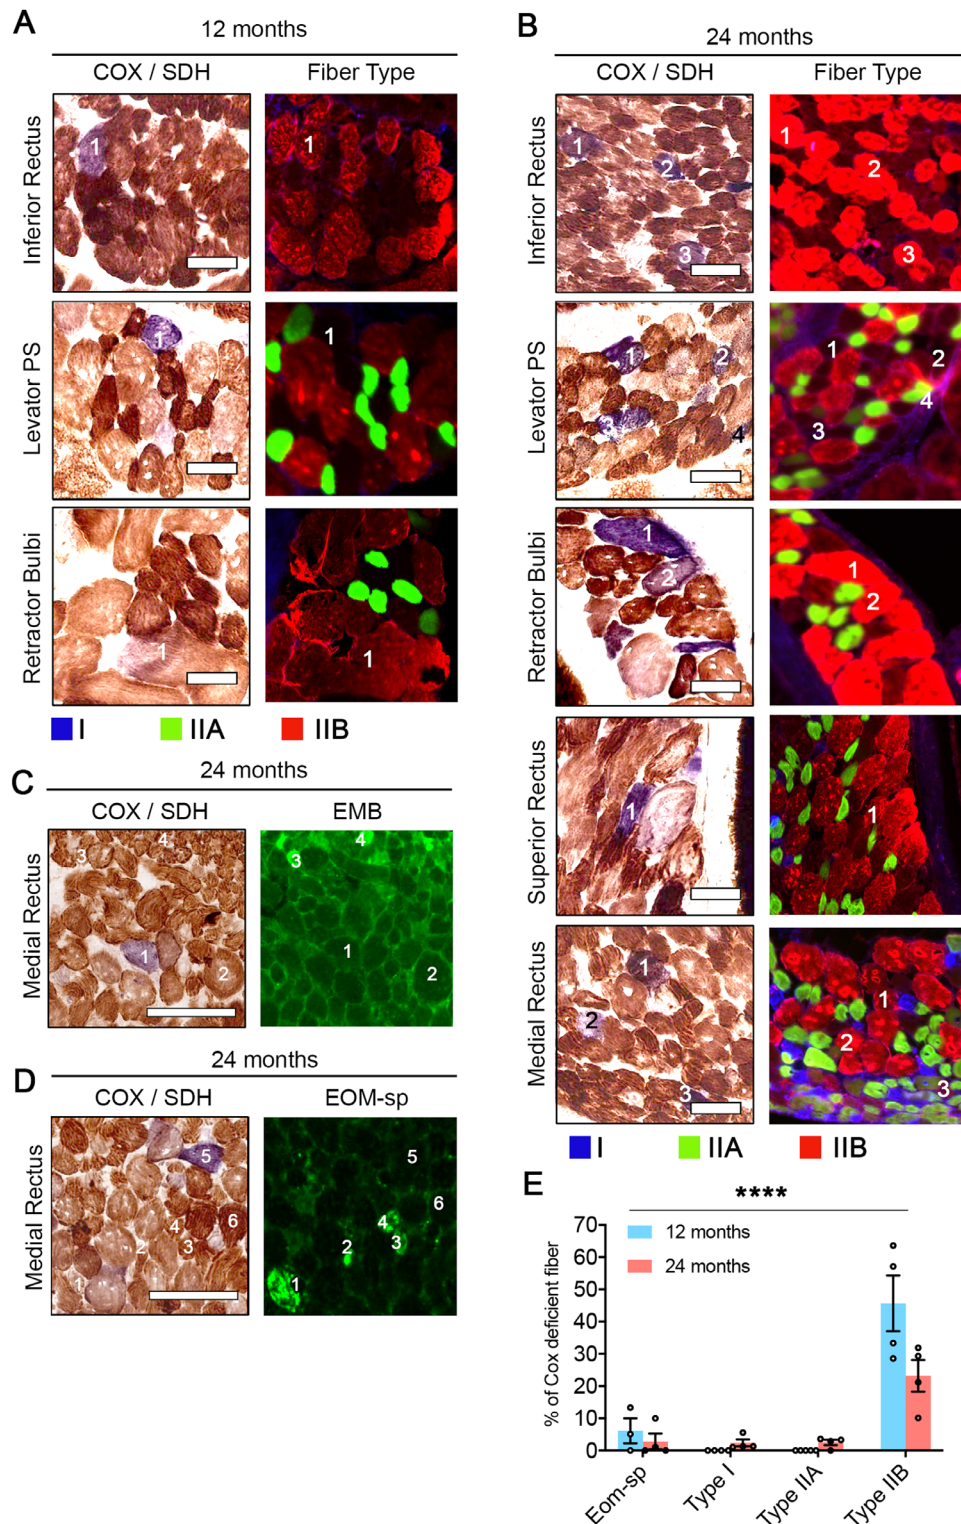 A
12 months
COX / SDH
Fiber Type
Inferior Rectus
1
1
Levator PS
1
1
Retractor Bulbi
1
1
I
IIA
IIB
B
24 months
COX / SDH
Fiber Type
Inferior Rectus
1
2
3
1
2
3
Levator PS
1
2
3
4
1
2
3
4
Retractor Bulbi
1
2
1
2
Superior Rectus
1
1
Medial Rectus
1
2
3
1
2
3
I
IIA
IIB
C
24 months
COX / SDH
EMB
Medial Rectus
4
3
1
2
4
3
1
2
D
24 months
COX / SDH
EOM-sp
Medial Rectus
5
4
6
2
3
1
5
6
4
2
3
1
E
****
12 months
24 months
% of Cox deficient fiber
70
60
50
40
30
20
10
0
Eom-sp
Type I
Type IIA
Type IIB